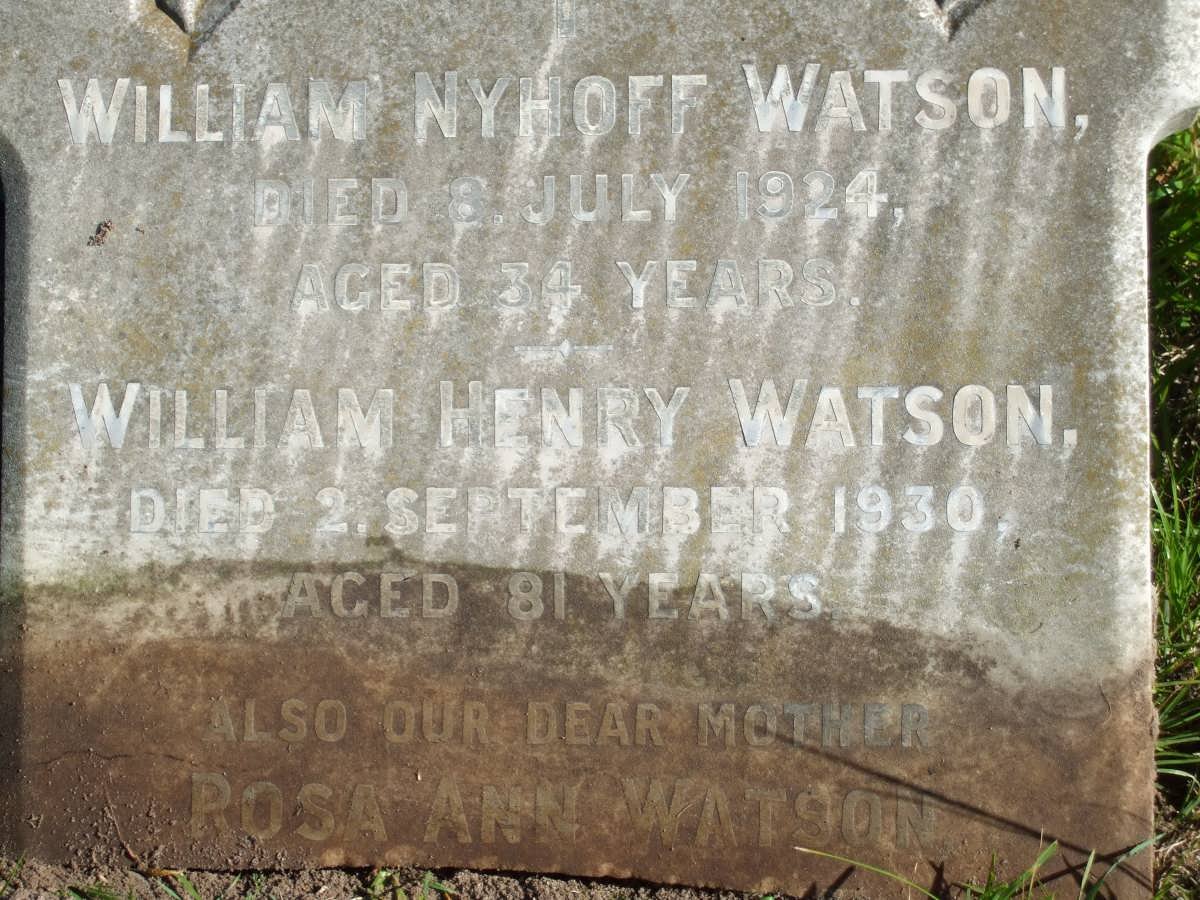 WILLIAM NYHOFF WATSON,
DIED 8. JULY 1924,
AGED 34 YEARS.
WILLIAM HENRY WATSON,
DIED 2. SEPTEMBER 1930,
AGED 81 YEARS.
ALSO OUR DEAR MOTHER
ROSA ANN WATSON.